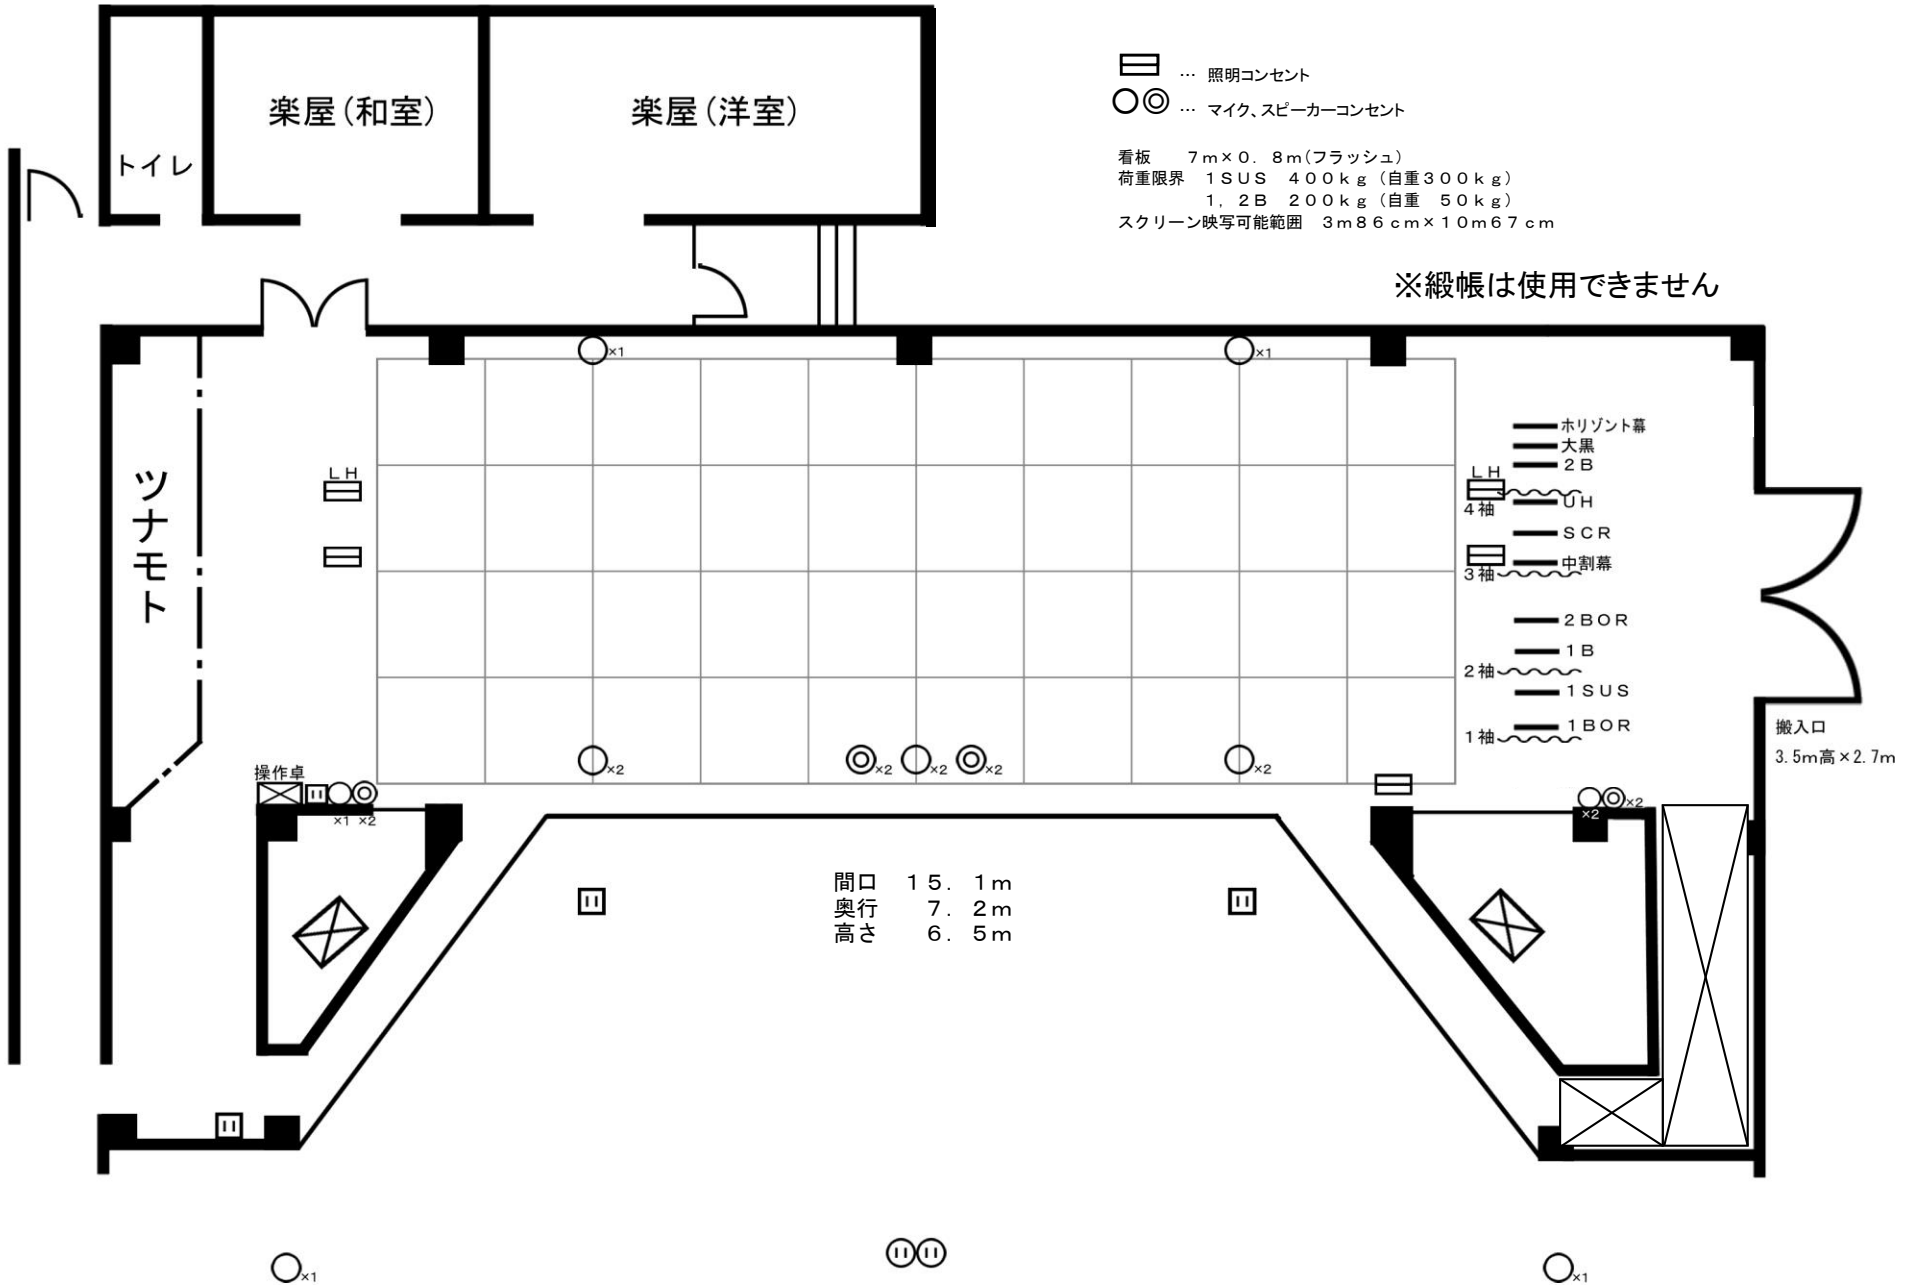 楽屋(和室)
楽屋(洋室)
トイレ
… 照明コンセント
… マイク、スピーカーコンセント
看板　　7m×0.8m(フラッシュ)
荷重限界　1SUS　400kg(自重300kg)
1,2B　200kg(自重　50kg)
スクリーン映写可能範囲　3m86cm×10m67cm
※緞帳は使用できません
×1
×1
ツナモト
LH
LH
ホリゾント幕
大黒
2B
4袖
UH
SCR
中割幕
3袖
2BOR
1B
2袖
1SUS
1BOR
1袖
搬入口
3.5m高×2.7m
×2
×2
×2
×2
×2
操作卓
×1 ×2
×2
×2
間口　15.1m
奥行　7.2m
高さ　6.5m
×1
×1